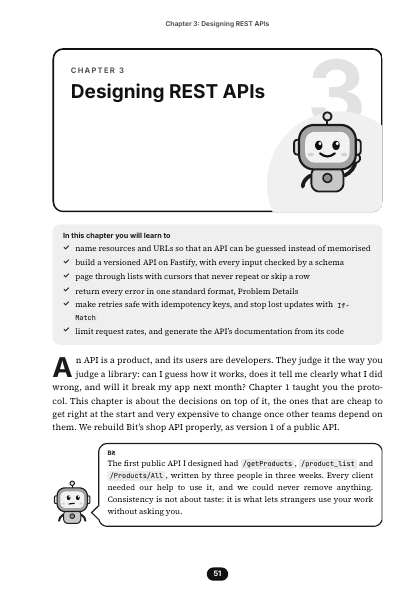 Chapter 3: Designing REST APIs
CHAPTER 3
3
Designing REST APIs
In this chapter you will learn to
✓ name resources and URLs so that an API can be guessed instead of memorised
✓ build a versioned API on Fastify, with every input checked by a schema
✓ page through lists with cursors that never repeat or skip a row
✓ return every error in one standard format, Problem Details
✓ make retries safe with idempotency keys, and stop lost updates with If-
Match
✓ limit request rates, and generate the API's documentation from its code
An API is a product, and its users are developers. They judge it the way you
judge a library: can I guess how it works, does it tell me clearly what I did
wrong, and will it break my app next month? Chapter 1 taught you the proto-
col. This chapter is about the decisions on top of it, the ones that are cheap to
get right at the start and very expensive to change once other teams depend on
them. We rebuild Bit's shop API properly, as version 1 of a public API.
Bit
The first public API I designed had /getProducts, /product_list and
/Products/All, written by three people in three weeks. Every client
needed our help to use it, and we could never remove anything.
Consistency is not about taste: it is what lets strangers use your work
without asking you.
51